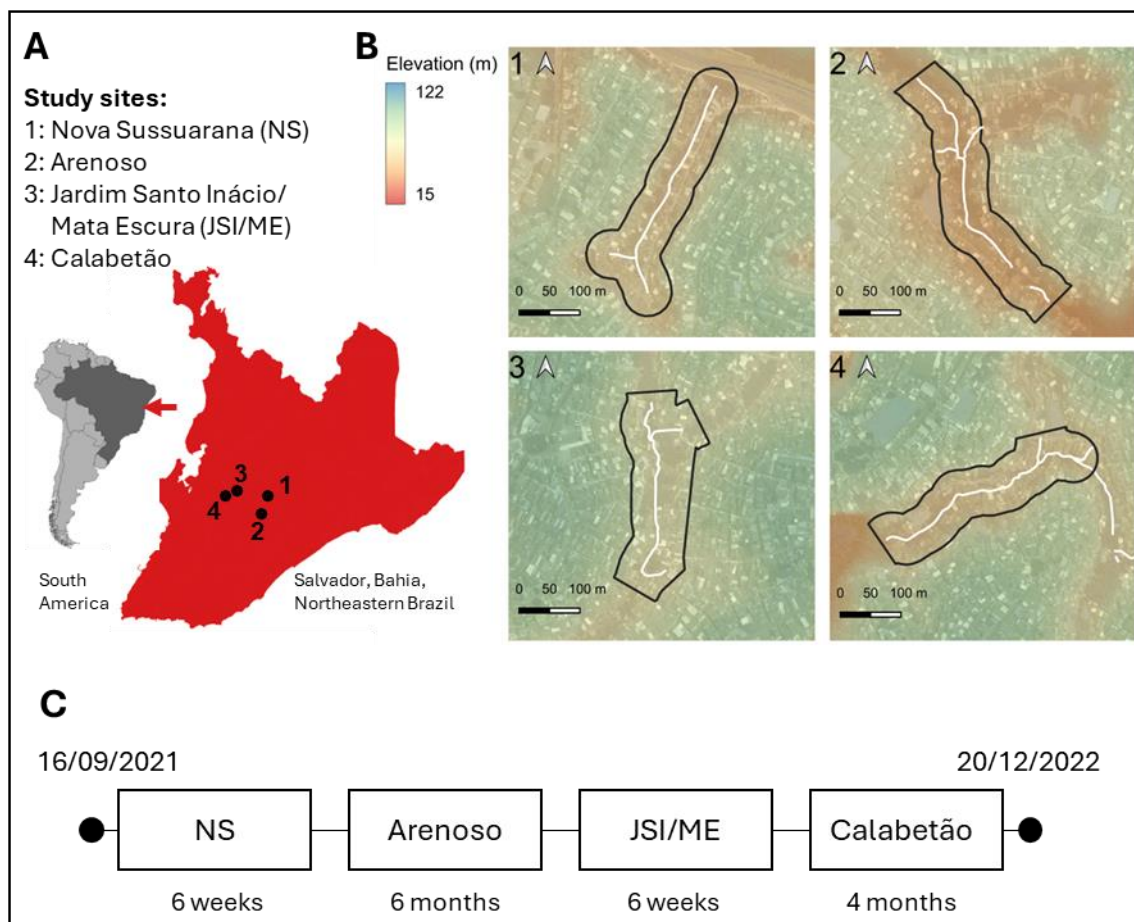 A
Study sites:
1: Nova Sussuarana (NS)
2: Arenoso
3: Jardim Santo Inácio/
Mata Escura (JSI/ME)
4: Calabetão
3
1
4
2
South
America
Salvador, Bahia,
Northeastern Brazil
B
Elevation (m)
122
15
1
0 50 100 m
2
0 50 100 m
3
0 50 100 m
4
0 50 100 m
C
16/09/2021
20/12/2022
NS
Arenoso
JSI/ME
Calabetão
6 weeks
6 months
6 weeks
4 months